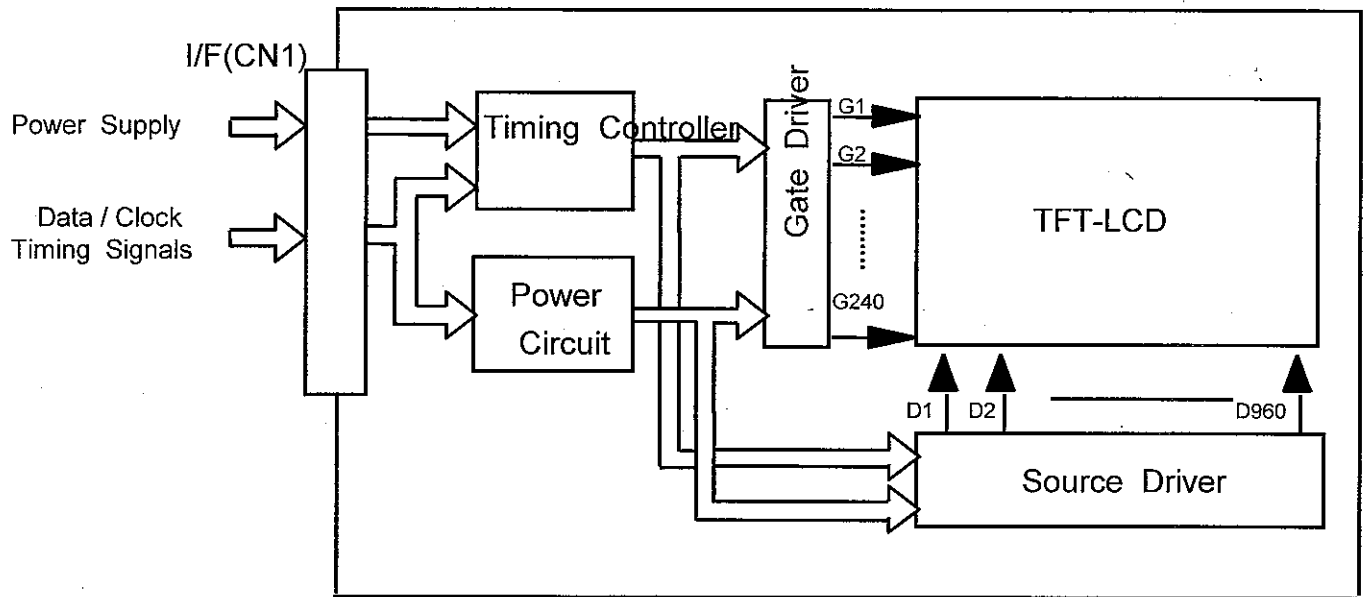 I/F(CN1)
Power Supply
Data / Clock
Timing Signals
Timing Controller
Power
Circuit
Gate Driver
G1
G2
G240
TFT-LCD
D1 D2 D960
Source Driver